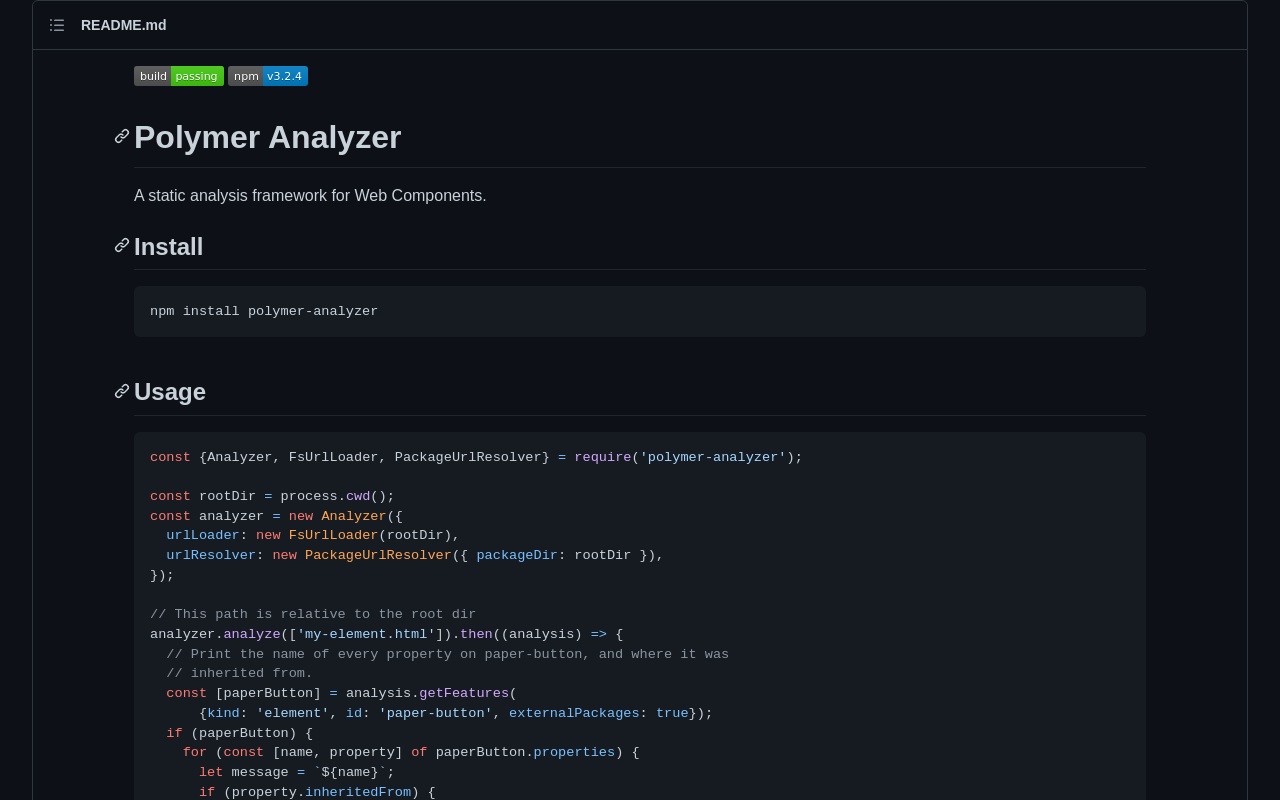 README.md
build passing npm v3.2.4
Polymer Analyzer
A static analysis framework for Web Components.
Install
npm install polymer-analyzer
Usage
const {Analyzer, FsUrlLoader, PackageUrlResolver} = require('polymer-analyzer');
const rootDir = process.cwd();
const analyzer = new Analyzer({
  urlLoader: new FsUrlLoader(rootDir),
  urlResolver: new PackageUrlResolver({ packageDir: rootDir }),
});
// This path is relative to the root dir
analyzer.analyze(['my-element.html']).then((analysis) => {
  // Print the name of every property on paper-button, and where it was
  // inherited from.
  const [paperButton] = analysis.getFeatures(
      {kind: 'element', id: 'paper-button', externalPackages: true});
  if (paperButton) {
    for (const [name, property] of paperButton.properties) {
      let message = `${name}`;
      if (property.inheritedFrom) {